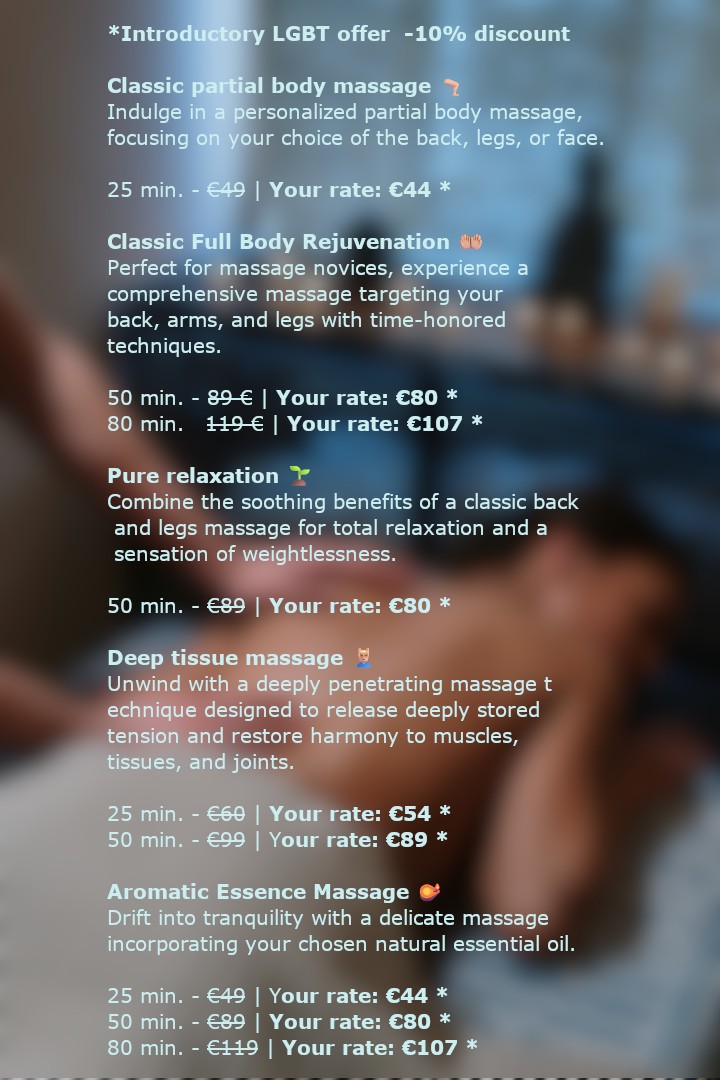 *Introductory LGBT offer -10% discount
Classic partial body massage
Indulge in a personalized partial body massage,
focusing on your choice of the back, legs, or face.
25 min. - €49 | Your rate: €44 *
Classic Full Body Rejuvenation 🤲
Perfect for massage novices, experience a
comprehensive massage targeting your
back, arms, and legs with time-honored
techniques.
50 min. - 89 € | Your rate: €80 *
80 min. 119 € | Your rate: €107 *
Pure relaxation 🌱
Combine the soothing benefits of a classic back
and legs massage for total relaxation and a
sensation of weightlessness.
50 min. - €89 | Your rate: €80 *
Deep tissue massage 💆
Unwind with a deeply penetrating massage t
echnique designed to release deeply stored
tension and restore harmony to muscles,
tissues, and joints.
25 min. - €60 | Your rate: €54 *
50 min. - €99 | Your rate: €89 *
Aromatic Essence Massage
Drift into tranquility with a delicate massage
incorporating your chosen natural essential oil.
25 min. - €49 | Your rate: €44 *
50 min. - €89 | Your rate: €80 *
80 min. - €119 | Your rate: €107 *